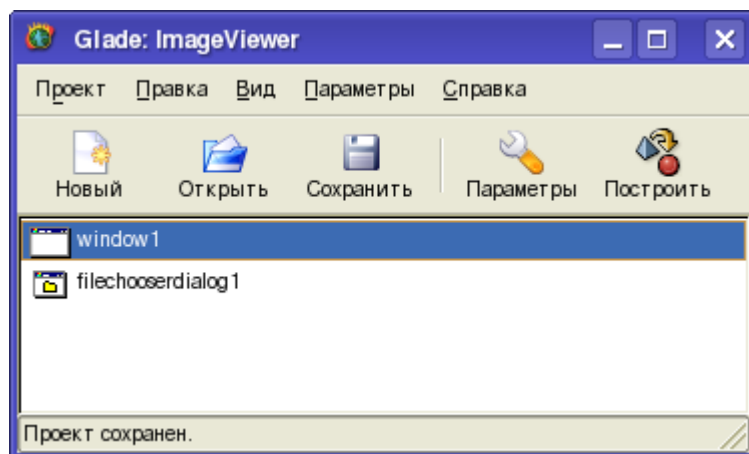 Glade: ImageViewer
Проект Правка Вид Параметры Справка
Новый Открыть Сохранить Параметры Построить
window1
filechooserdialog1
Проект сохранен.